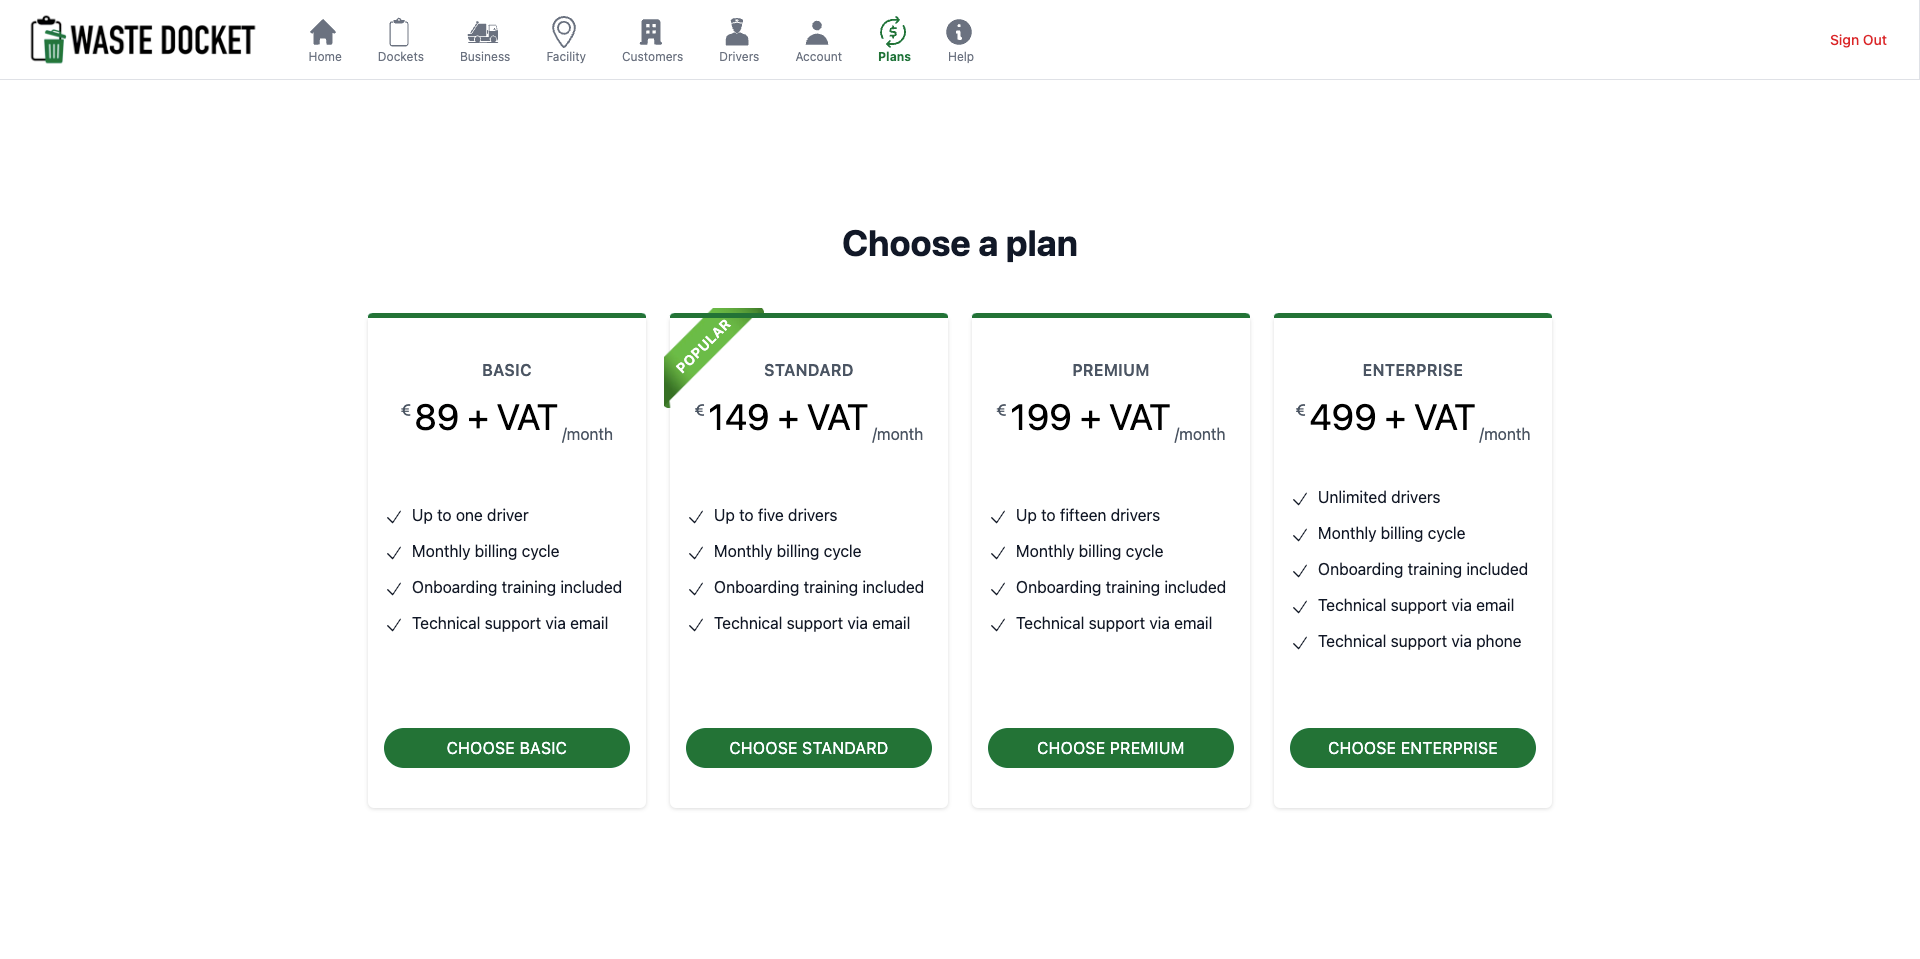 WASTE DOCKET
Home
Dockets
Business
Facility
Customers
Drivers
Account
Plans
Help
Sign Out
Choose a plan
BASIC
€ 89 + VAT /month
Up to one driver
Monthly billing cycle
Onboarding training included
Technical support via email
CHOOSE BASIC
POPULAR
STANDARD
€ 149 + VAT /month
Up to five drivers
Monthly billing cycle
Onboarding training included
Technical support via email
CHOOSE STANDARD
PREMIUM
€ 199 + VAT /month
Up to fifteen drivers
Monthly billing cycle
Onboarding training included
Technical support via email
CHOOSE PREMIUM
ENTERPRISE
€ 499 + VAT /month
Unlimited drivers
Monthly billing cycle
Onboarding training included
Technical support via email
Technical support via phone
CHOOSE ENTERPRISE